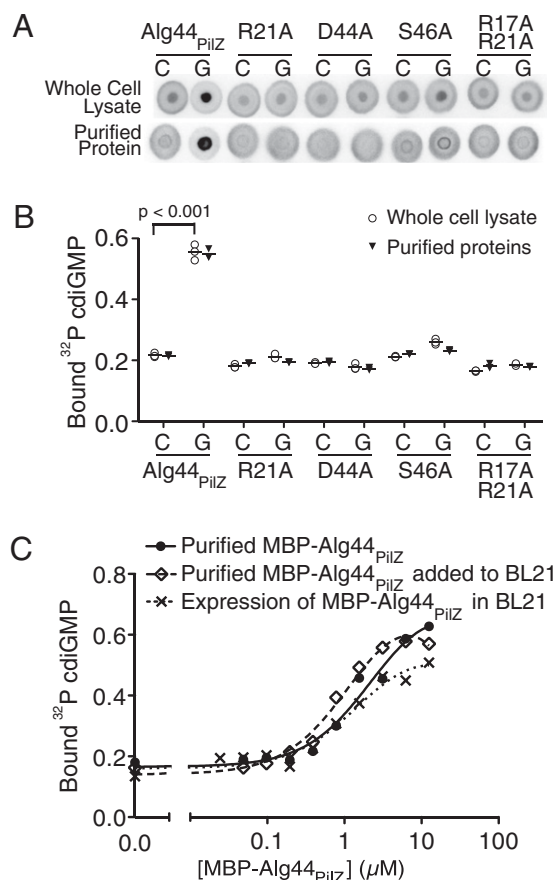 A
Alg44PilZ R21A D44A S46A R17A R21A
C G C G C G C G C G
Whole Cell Lysate
Purified Protein
B
p < 0.001
Whole cell lysate
Purified proteins
Bound 32P cdiGMP
0.6
0.4
0.2
0.0
C G C G C G C G C G
Alg44PilZ R21A D44A S46A R17A R21A
C
Purified MBP-Alg44PilZ
Purified MBP-Alg44PilZ added to BL21
Expression of MBP-Alg44PilZ in BL21
Bound 32P cdiGMP
0.8
0.6
0.4
0.2
0.0
0.0 0.1 1 10 100
[MBP-Alg44PilZ] (µM)